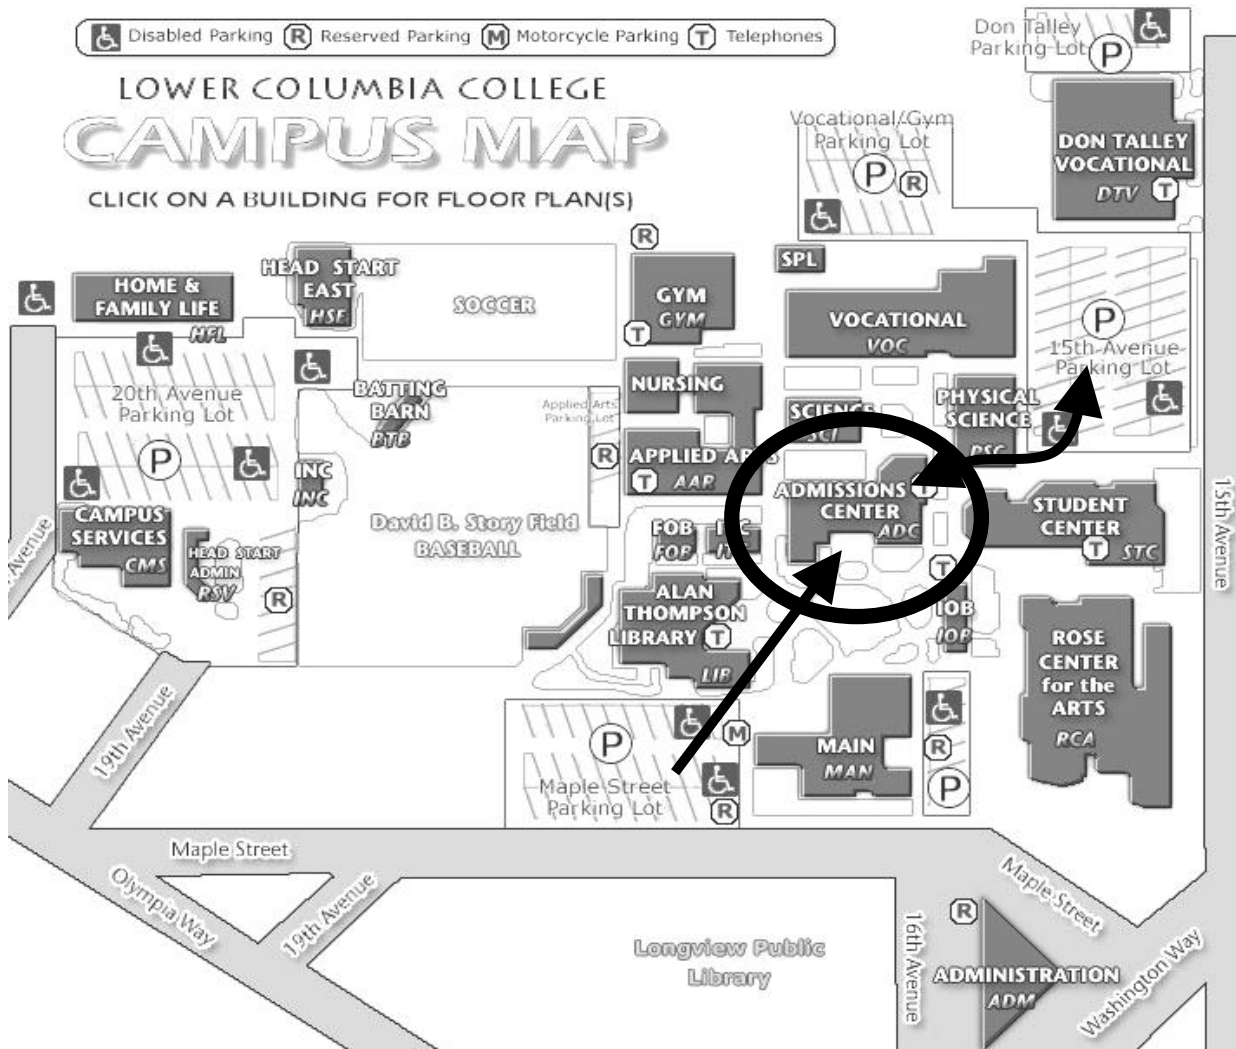 Disabled Parking R Reserved Parking M Motorcycle Parking T Telephones
LOWER COLUMBIA COLLEGE
CAMPUS MAP
CLICK ON A BUILDING FOR FLOOR PLAN(S)
Don Talley
Parking Lot
P
Vocational/Gym
Parking Lot
P
R
DON TALLEY
VOCATIONAL
DTV
T
R
HEAD START
EAST
HSE
HOME &
FAMILY LIFE
HFL
SOCCER
GYM
GYM
T
SPL
VOCATIONAL
VOC
P
15th Avenue
Parking Lot
20th Avenue
Parking Lot
P
BATTING
BARN
BTB
Applied Arts
Parking Lot
R
NURSING
SCIENCE
SCI
PHYSICAL
SCIENCE
PSC
APPLIED ARTS
AAR
T
INC
INC
ADMISSIONS
CENTER
ADC
T
STUDENT
CENTER
STC
T
15th Avenue
CAMPUS
SERVICES
CMS
HEAD START
ADMIN
RSV
R
David B. Story Field
BASEBALL
FOB
FOB
Avenue
ALAN
THOMPSON
LIBRARY
LIB
T
T
IOB
IOB
ROSE
CENTER
for the
ARTS
RCA
19th Avenue
P
Maple Street
Parking Lot
M
R
MAIN
MAN
R
P
Maple Street
Olympia Way
19th Avenue
Maple Street
16th Avenue
R
Longview Public
Library
ADMINISTRATION
ADM
Washington Way